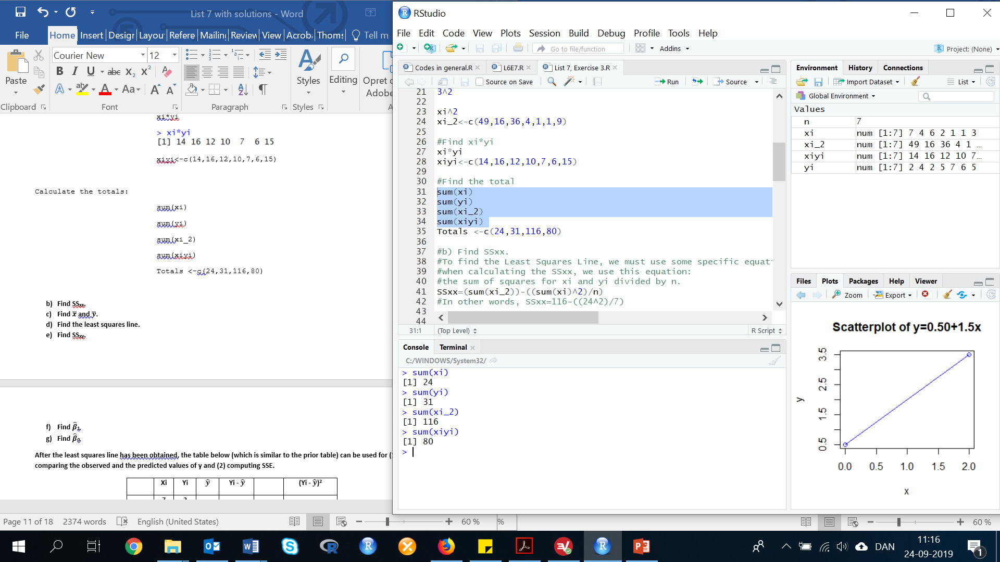 List 7 with solutions - Word
File Home Insert Design Layou Refere Mailing Review View Acroba Thoms Tell m
Courier New 12
Paste
Styles
Editing
Opret o
Adobe
Clipboard Font Paragraph Styles A
xi*yi
> xi*yi
[1] 14 16 12 10 7 6 15
xiyi<-c(14,16,12,10,7,6,15)
Calculate the totals:
sum(xi)
sum(yi)
sum(xi_2)
sum(xiyi)
Totals <-c(24,31,116,80)
b) Find SSxx.
c) Find x̅ and y̅.
d) Find the least squares line.
e) Find SSxy.
f) Find β̂1.
g) Find β̂0.
After the least squares line has been obtained, the table below (which is similar to the prior table) can be used for (
comparing the observed and the predicted values of y and (2) computing SSE.
Xi Yi ŷ Yi - ŷ (Yi - ŷ)²
Page 11 of 18 2374 words English (United States) 60 % %
RStudio
File Edit Code View Plots Session Build Debug Profile Tools Help
Go to file/function Addins Project: (None)
Codes in general.R L6E7.R List 7, Exercise 3.R
Source on Save Run Source
21 3^2
22
23 xi^2
24 xi_2<-c(49,16,36,4,1,1,9)
25
26 #Find xi*yi
27 xi*yi
28 xiyi<-c(14,16,12,10,7,6,15)
29
30 #Find the total
31 sum(xi)
32 sum(yi)
33 sum(xi_2)
34 sum(xiyi)
35 Totals <-c(24,31,116,80)
36
37 #b) Find SSxx.
38 #To find the Least Squares Line, we must use some specific equat
39 #when calculating the SSxx, we use this equation:
40 #the sum of squares for xi and yi divided by n.
41 SSxx=(sum(xi_2))-((sum(xi)^2)/n)
42 #In other words, SSxx=116-((24^2)/7)
43
44
31:1 (Top Level) R Script
Console Terminal
C:/WINDOWS/System32/
> sum(xi)
[1] 24
> sum(yi)
[1] 31
> sum(xi_2)
[1] 116
> sum(xiyi)
[1] 80
>
Environment History Connections
Import Dataset List
Global Environment
Values
n 7
xi num [1:7] 7 4 6 2 1 1 3
xi_2 num [1:7] 49 16 36 4 1 ...
xiyi num [1:7] 14 16 12 10 7...
yi num [1:7] 2 4 2 5 7 6 5
Files Plots Packages Help Viewer
Zoom Export
Scatterplot of y=0.50+1.5x
3.5
2.5
1.5
0.5
y
0.0 0.5 1.0 1.5 2.0
x
60 %
DAN
11:16
24-09-2019
1